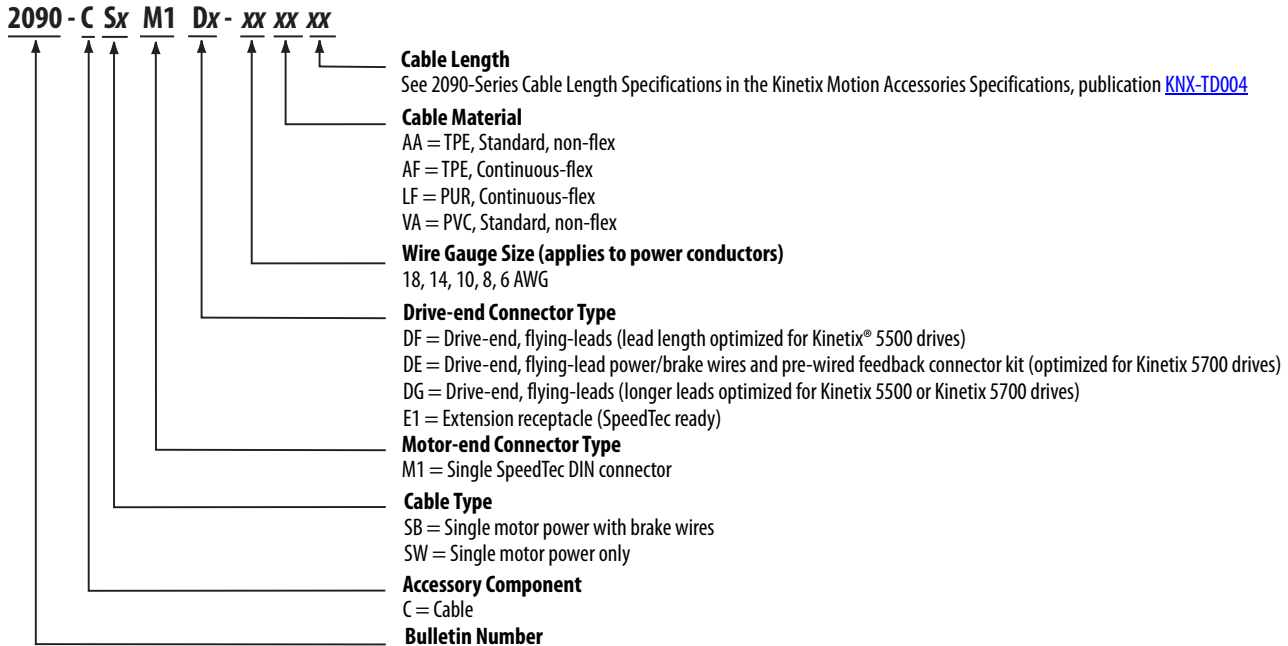 2090 - C Sx M1 Dx - xx xx xx
Cable Length
See 2090-Series Cable Length Specifications in the Kinetix Motion Accessories Specifications, publication KNX-TD004
Cable Material
AA = TPE, Standard, non-flex
AF = TPE, Continuous-flex
LF = PUR, Continuous-flex
VA = PVC, Standard, non-flex
Wire Gauge Size (applies to power conductors)
18, 14, 10, 8, 6 AWG
Drive-end Connector Type
DF = Drive-end, flying-leads (lead length optimized for Kinetix® 5500 drives)
DE = Drive-end, flying-lead power/brake wires and pre-wired feedback connector kit (optimized for Kinetix 5700 drives)
DG = Drive-end, flying-leads (longer leads optimized for Kinetix 5500 or Kinetix 5700 drives)
E1 = Extension receptacle (SpeedTec ready)
Motor-end Connector Type
M1 = Single SpeedTec DIN connector
Cable Type
SB = Single motor power with brake wires
SW = Single motor power only
Accessory Component
C = Cable
Bulletin Number